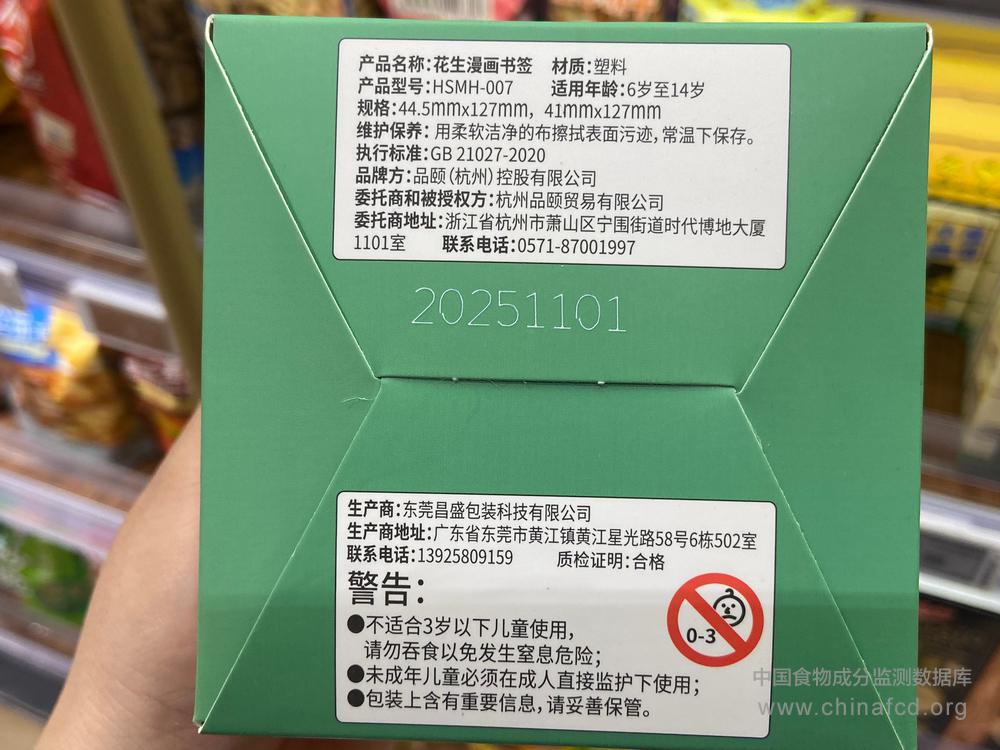 产品名称:花生漫画书签 材质:塑料
产品型号:HSMH-007 适用年龄:6岁至14岁
规格:44.5mmx127mm，41mmx127mm
维护保养：用柔软洁净的布擦拭表面污迹,常温下保存。
执行标准:GB 21027-2020
品牌方:品颐(杭州)控股有限公司
委托商和被授权方:杭州品颐贸易有限公司
委托商地址:浙江省杭州市萧山区宁围街道时代博地大厦
1101室 联系电话:0571-87001997
20251101
生产商:东莞昌盛包装科技有限公司
生产商地址:广东省东莞市黄江镇黄江星光路58号6栋502室
联系电话:13925809159 质检证明:合格
警告：
●不适合3岁以下儿童使用，
请勿吞食以免发生窒息危险；
●未成年儿童必须在成人直接监护下使用；
●包装上含有重要信息，请妥善保管。
0-3
中国食物成分监测数据库
www.chinafcd.org